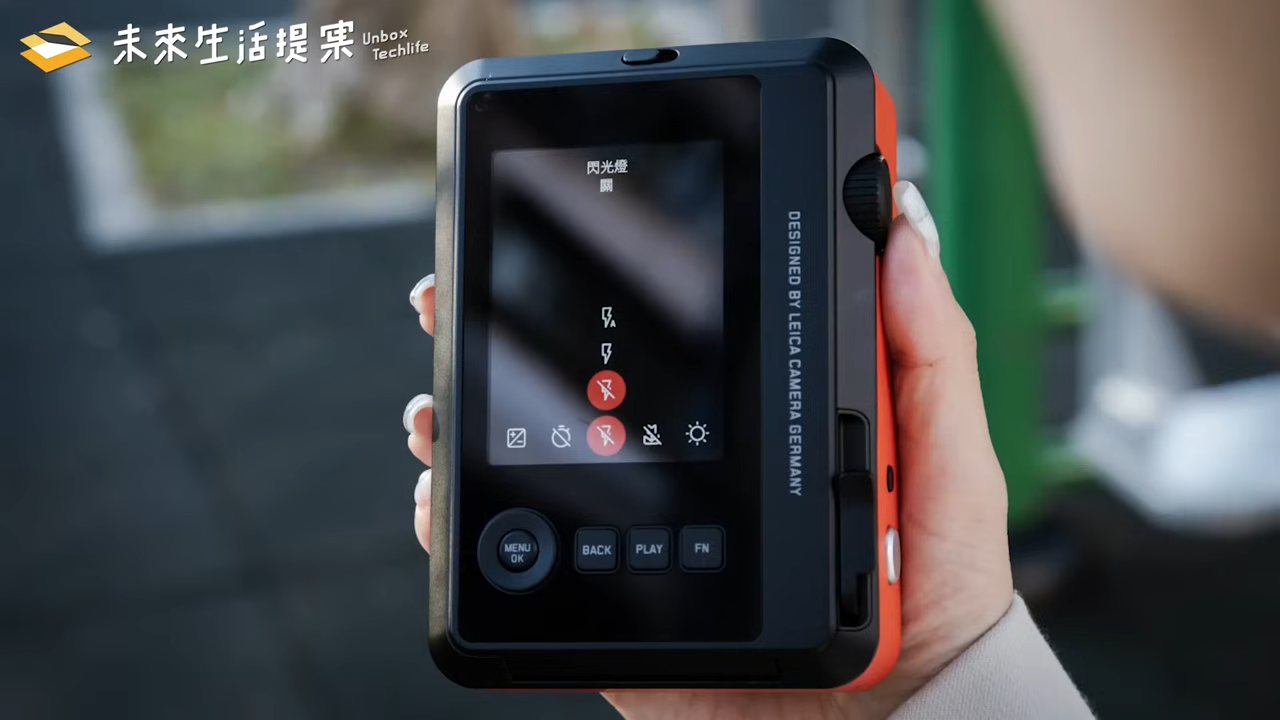 未來生活提案
Unbox
Techlife
閃光燈
關
DESIGNED BY LEICA CAMERA GERMANY
MENU
OK
BACK
PLAY
FN